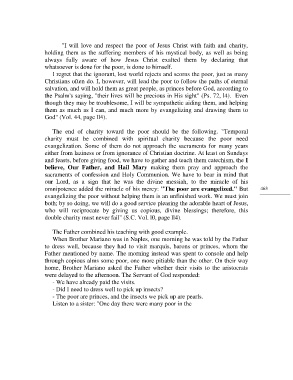 "I will love and respect the poor of Jesus Christ with faith and charity,
holding them as the suffering members of his mystical body, as well as being
always fully aware of how Jesus Christ exalted them by declaring that
whatsoever is done for the poor, is done to himself.
I regret that the ignorant, lost world rejects and scorns the poor, just as many
Christians often do. I, however, will lead the poor to follow the paths of eternal
salvation, and will hold them as great people, as princes before God, according to
the Psalm's saying, "their lives will be precious in His sight" (Ps. 72, 14). Even
though they may be troublesome, I will be sympathetic aiding them, and helping
them as much as I can, and much more by evangelizing and drawing them to
God" (Vol. 44, page 114).
The end of charity toward the poor should be the following. "Temporal
charity must be combined with spiritual charity because the poor need
evangelization. Some of them do not approach the sacraments for many years
either from laziness or from ignorance of Christian doctrine. At least on Sundays
and feasts, before giving food, we have to gather and teach them catechism, the I
believe, Our Father, and Hail Mary making them pray and approach the
sacraments of confession and Holy Communion. We have to bear in mind that
our Lord, as a sign that he was the divine messiah, to the miracle of his
omnipotence added the miracle of his mercy: "The poor are evangelized." But
evangelizing the poor without helping them is an unfinished work. We must join
both; by so doing, we will do a good service pleasing the adorable heart of Jesus,
who will reciprocate by giving us copious, divine blessings; therefore, this
double charity must never fail" (S.C. Vol. 10, page 114).
The Father combined his teaching with good example.
When Brother Mariano was in Naples, one morning he was told by the Father
to dress well, because they had to visit marquis, barons or princes, whom the
Father mentioned by name. The morning instead was spent to console and help
through copious alms some poor, one more pitiable than the other. On their way
home, Brother Mariano asked the Father whether their visits to the aristocrats
were delayed to the afternoon. The Servant of God responded:
- We have already paid the visits.
- Did I need to dress well to pick up insects?
- The poor are princes, and the insects we pick up are pearls.
Listen to a sister: "One day there were many poor in the